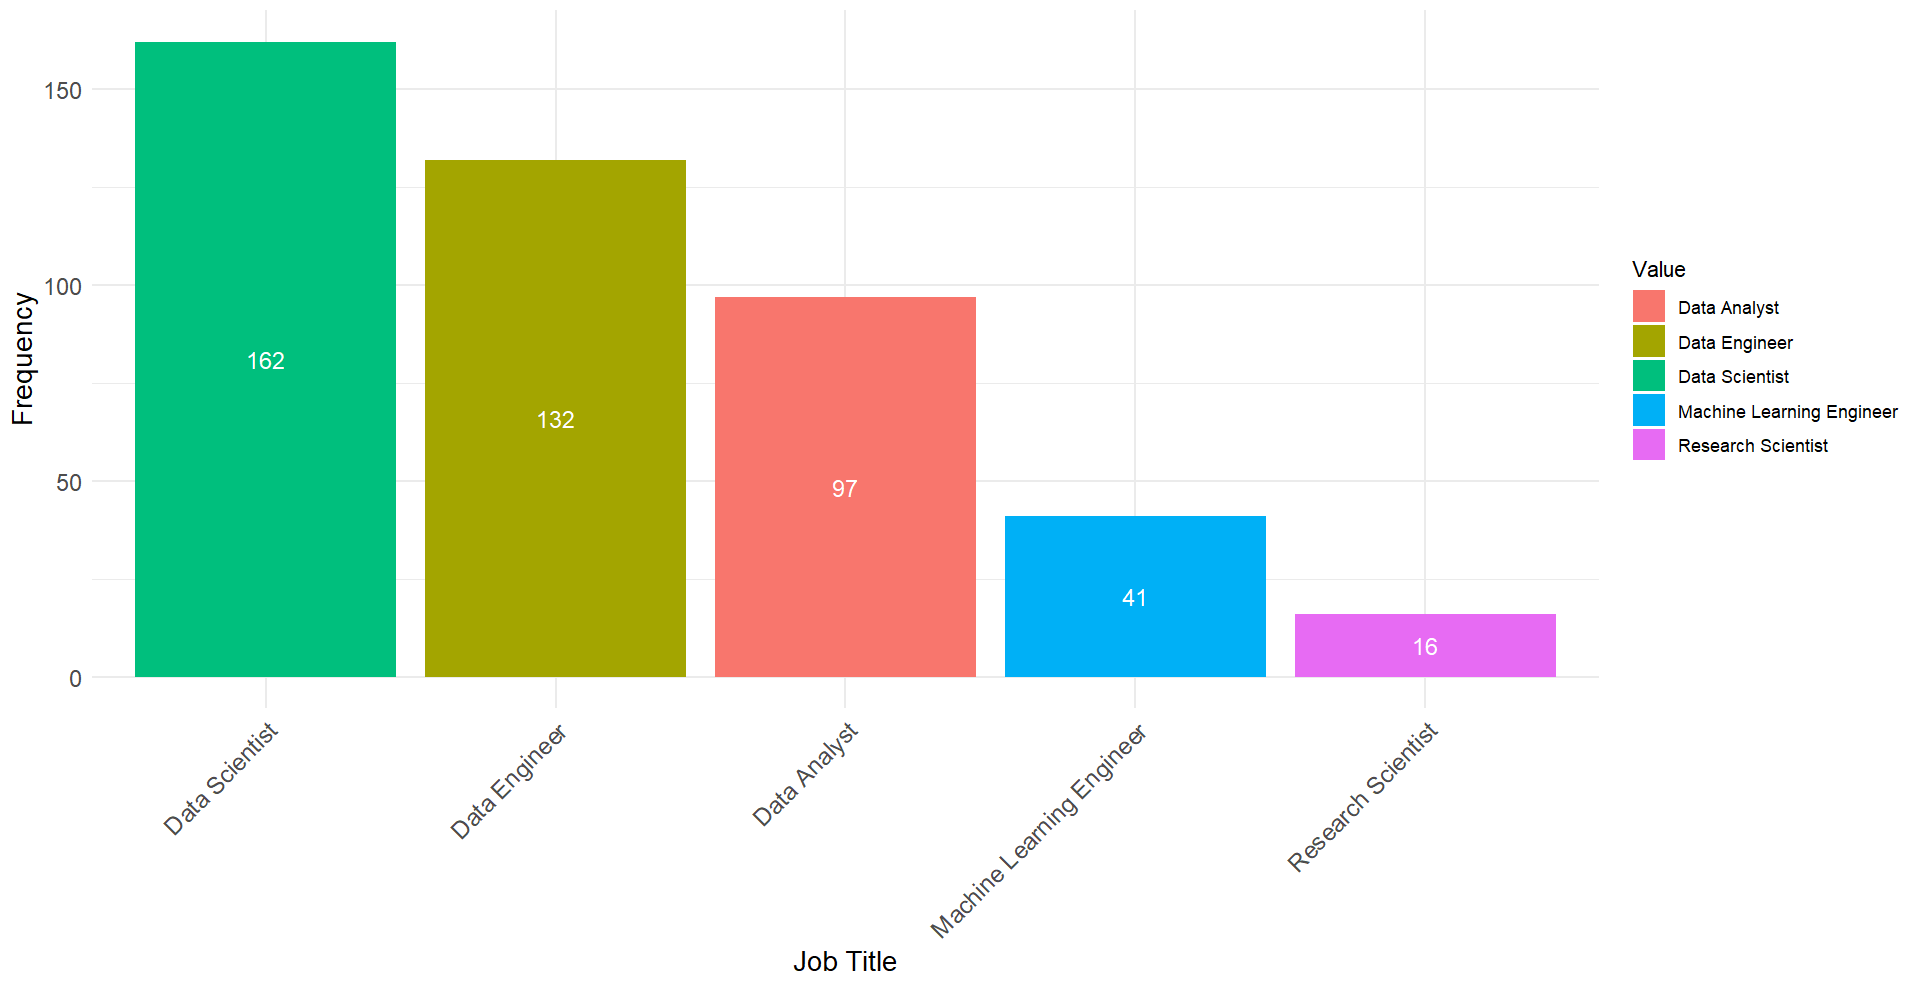 Frequency
150
100
50
0
162
132
97
41
16
Data Scientist
Data Engineer
Data Analyst
Machine Learning Engineer
Research Scientist
Job Title
Value
Data Analyst
Data Engineer
Data Scientist
Machine Learning Engineer
Research Scientist